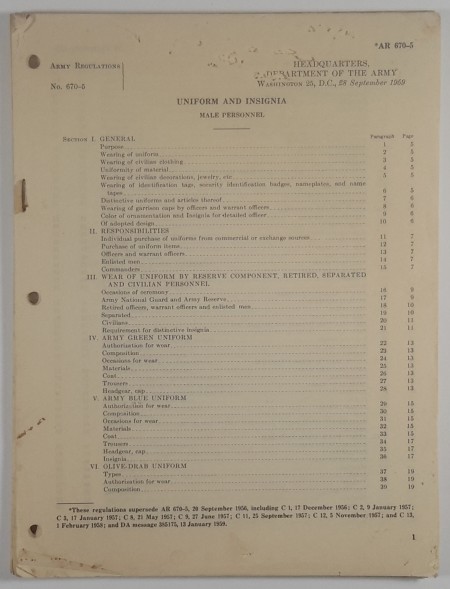 *AR 670-5
ARMY REGULATIONS
No. 670-5
HEADQUARTERS,
DEPARTMENT OF THE ARMY
WASHINGTON 25, D.C., 28 September 1959
UNIFORM AND INSIGNIA
MALE PERSONNEL
Paragraph Page
SECTION I. GENERAL
Purpose 1 5
Wearing of uniform 2 5
Wearing of civilian clothing 3 5
Uniformity of material 4 5
Wearing of civilian decorations, jewelry, etc 5 5
Wearing of identification tags, security identification badges, nameplates, and name
tapes 6 5
Distinctive uniforms and articles thereof 7 6
Wearing of garrison caps by officers and warrant officers 8 6
Color of ornamentation and Insignia for detailed officer 9 6
Of adopted design 10 6
II. RESPONSIBILITIES
Individual purchase of uniforms from commercial or exchange sources 11 7
Purchase of uniform items 12 7
Officers and warrant officers 13 7
Enlisted men 14 7
Commanders 15 7
III. WEAR OF UNIFORM BY RESERVE COMPONENT, RETIRED, SEPARATED
AND CIVILIAN PERSONNEL
Occasions of ceremony 16 9
Army National Guard and Army Reserve 17 9
Retired officers, warrant officers and enlisted men 18 10
Separated 19 10
Civilians 20 11
Requirement for distinctive insignia 21 11
IV. ARMY GREEN UNIFORM
Authorization for wear 22 13
Composition 23 13
Occasions for wear 24 13
Materials 25 13
Coat 26 13
Trousers 27 13
Headgear, cap 28 13
V. ARMY BLUE UNIFORM
Authorization for wear 29 15
Composition 30 15
Occasions for wear 31 15
Materials 32 15
Coat 33 15
Trousers 34 17
Headgear, cap 35 17
Insignia 36 17
VI. OLIVE-DRAB UNIFORM
Types 37 19
Authorization for wear 38 19
Composition 39 19
*These regulations supersede AR 670-5, 20 September 1956, including C 1, 17 December 1956; C 2, 9 January 1957;
C 5, 17 January 1957; C 8, 21 May 1957; C 9, 27 June 1957; C 11, 25 September 1957; C 12, 5 November 1957; and C 13,
1 February 1959; and DA message 385175, 13 January 1959.
1